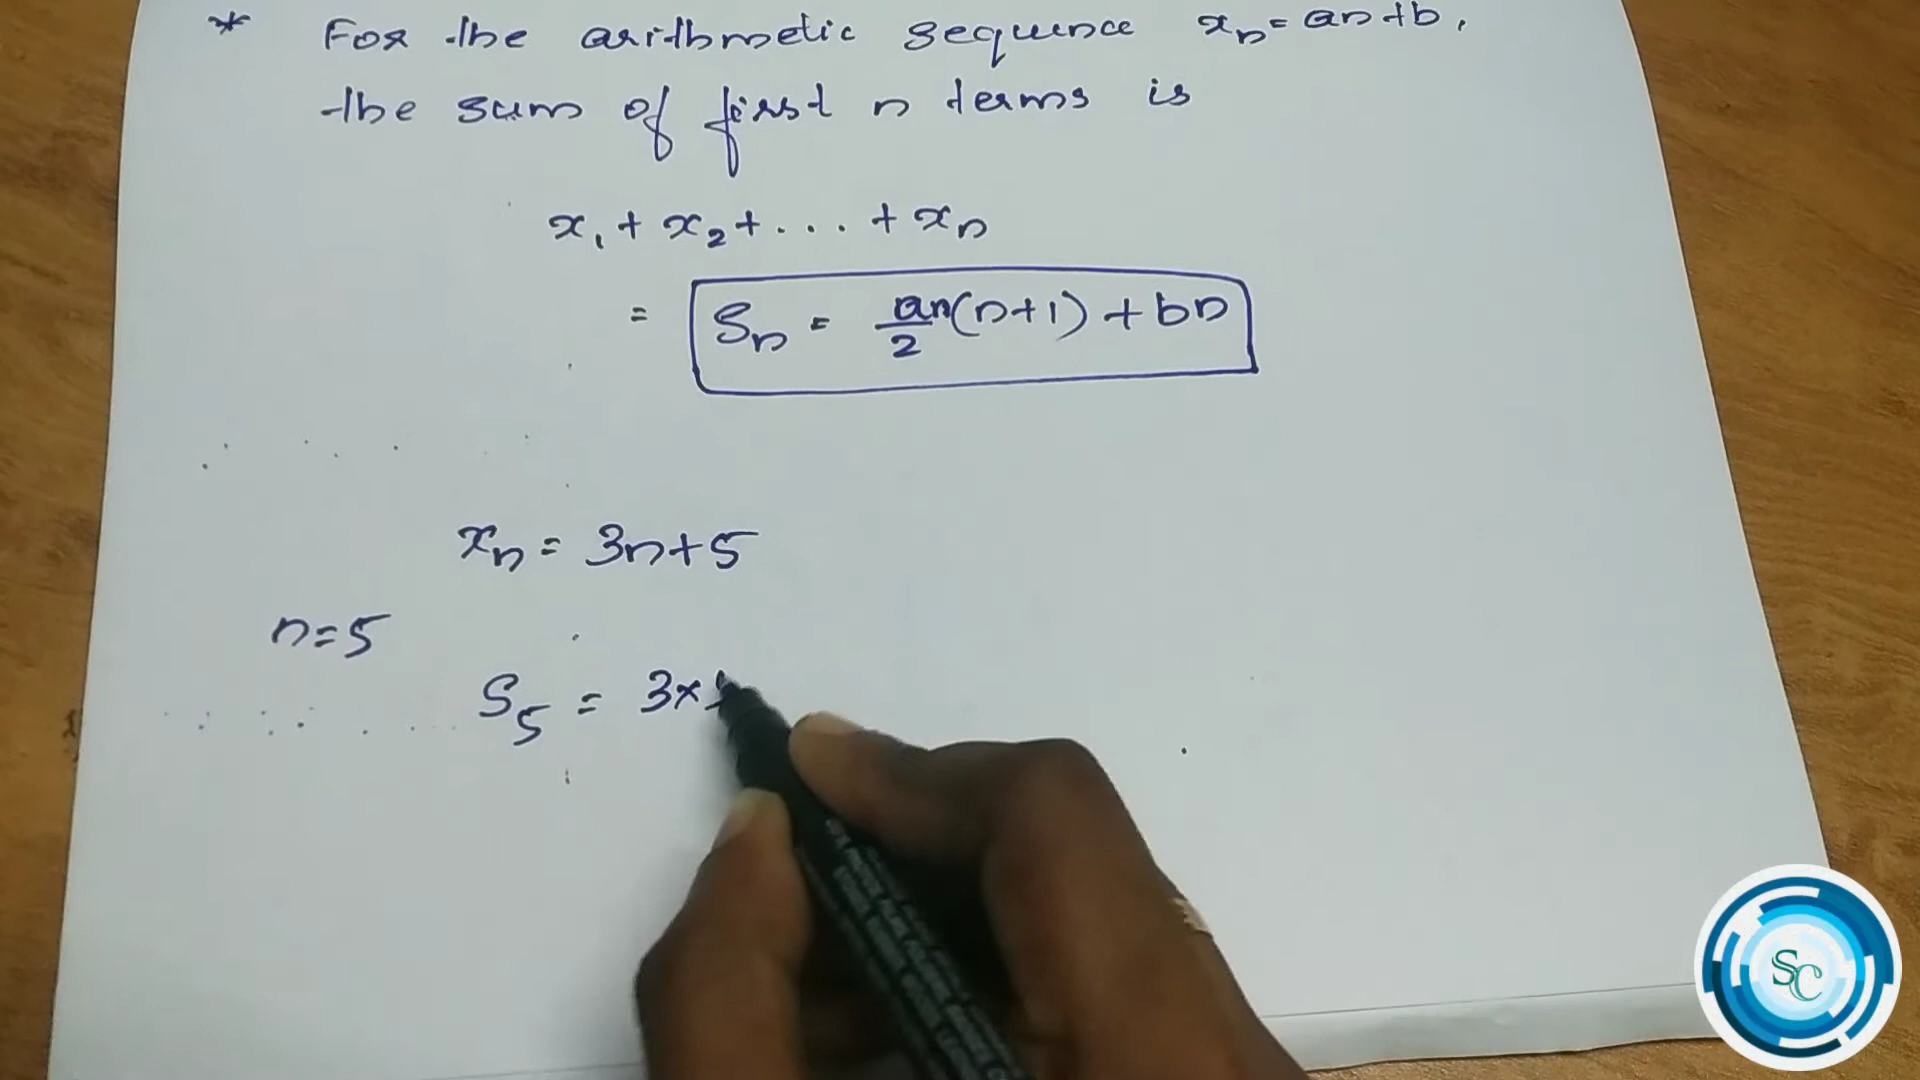 * For the arithmetic sequence xₙ = an+b,
the sum of first n terms is
x₁ + x₂ + . . . + xₙ
= Sₙ = an/2 (n+1) + bn
xₙ = 3n+5
n=5
S₅ = 3×
SC